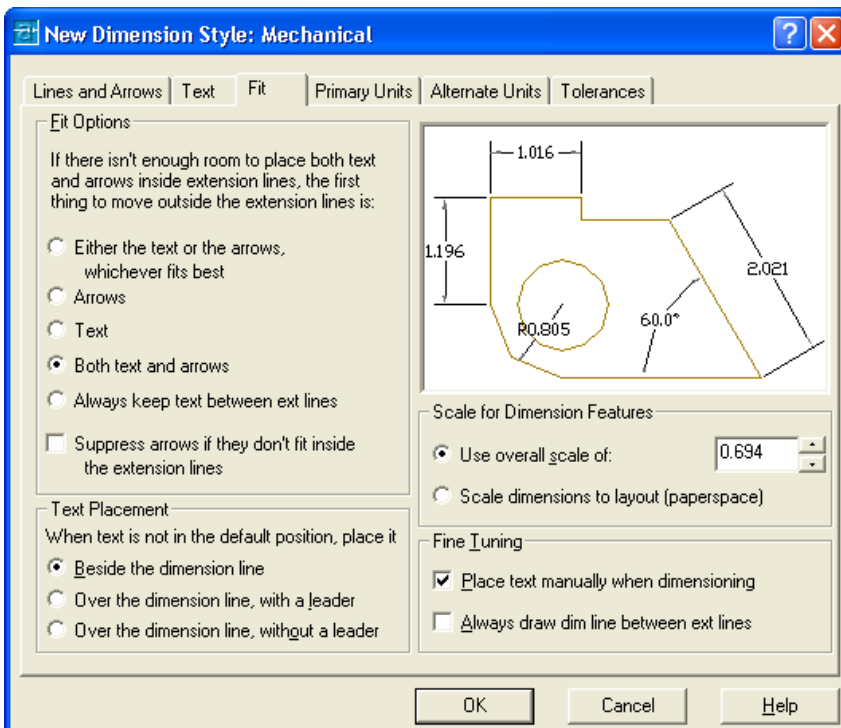 New Dimension Style: Mechanical
Lines and Arrows Text Fit Primary Units Alternate Units Tolerances
Fit Options
If there isn't enough room to place both text
and arrows inside extension lines, the first
thing to move outside the extension lines is:
Either the text or the arrows,
whichever fits best
Arrows
Text
Both text and arrows
Always keep text between ext lines
Suppress arrows if they don't fit inside
the extension lines
Text Placement
When text is not in the default position, place it
Beside the dimension line
Over the dimension line, with a leader
Over the dimension line, without a leader
1.016
1.196
2.021
R0.805
60.0°
Scale for Dimension Features
Use overall scale of: 0.694
Scale dimensions to layout (paperspace)
Fine Tuning
Place text manually when dimensioning
Always draw dim line between ext lines
OK Cancel Help